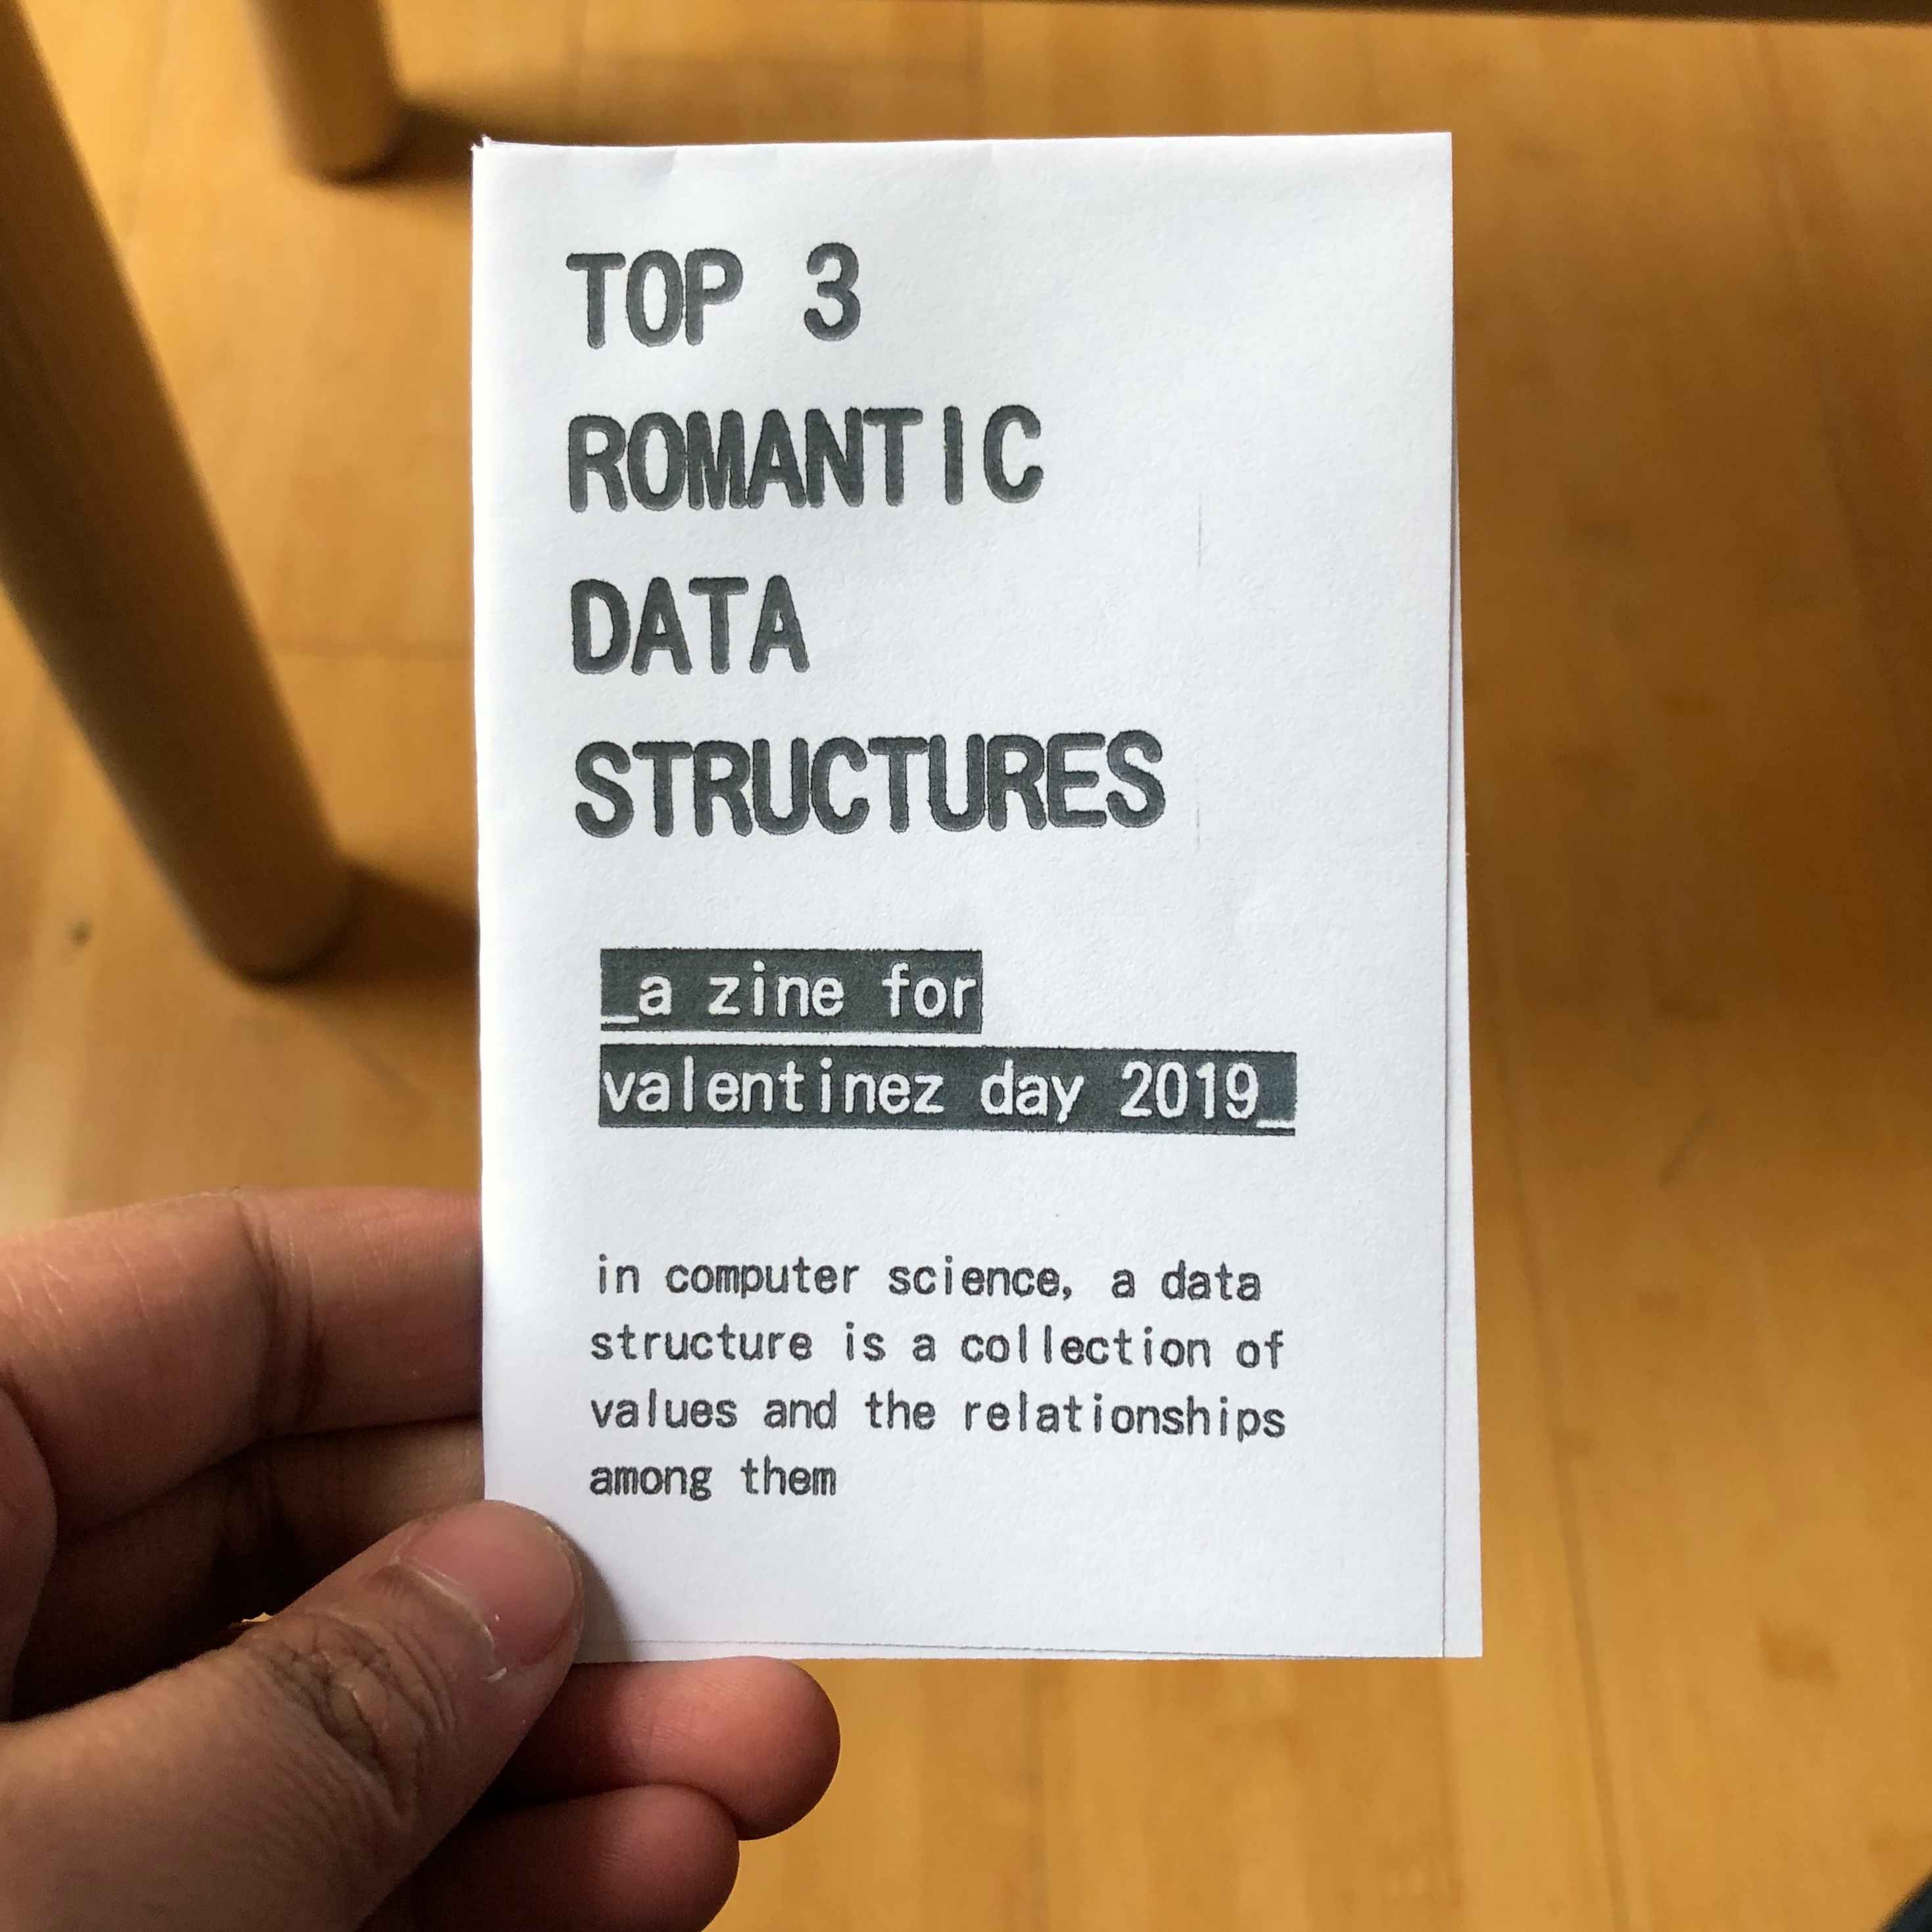 TOP 3
ROMANTIC
DATA
STRUCTURES
_a zine for
valentinez day 2019_
in computer science, a data
structure is a collection of
values and the relationships
among them